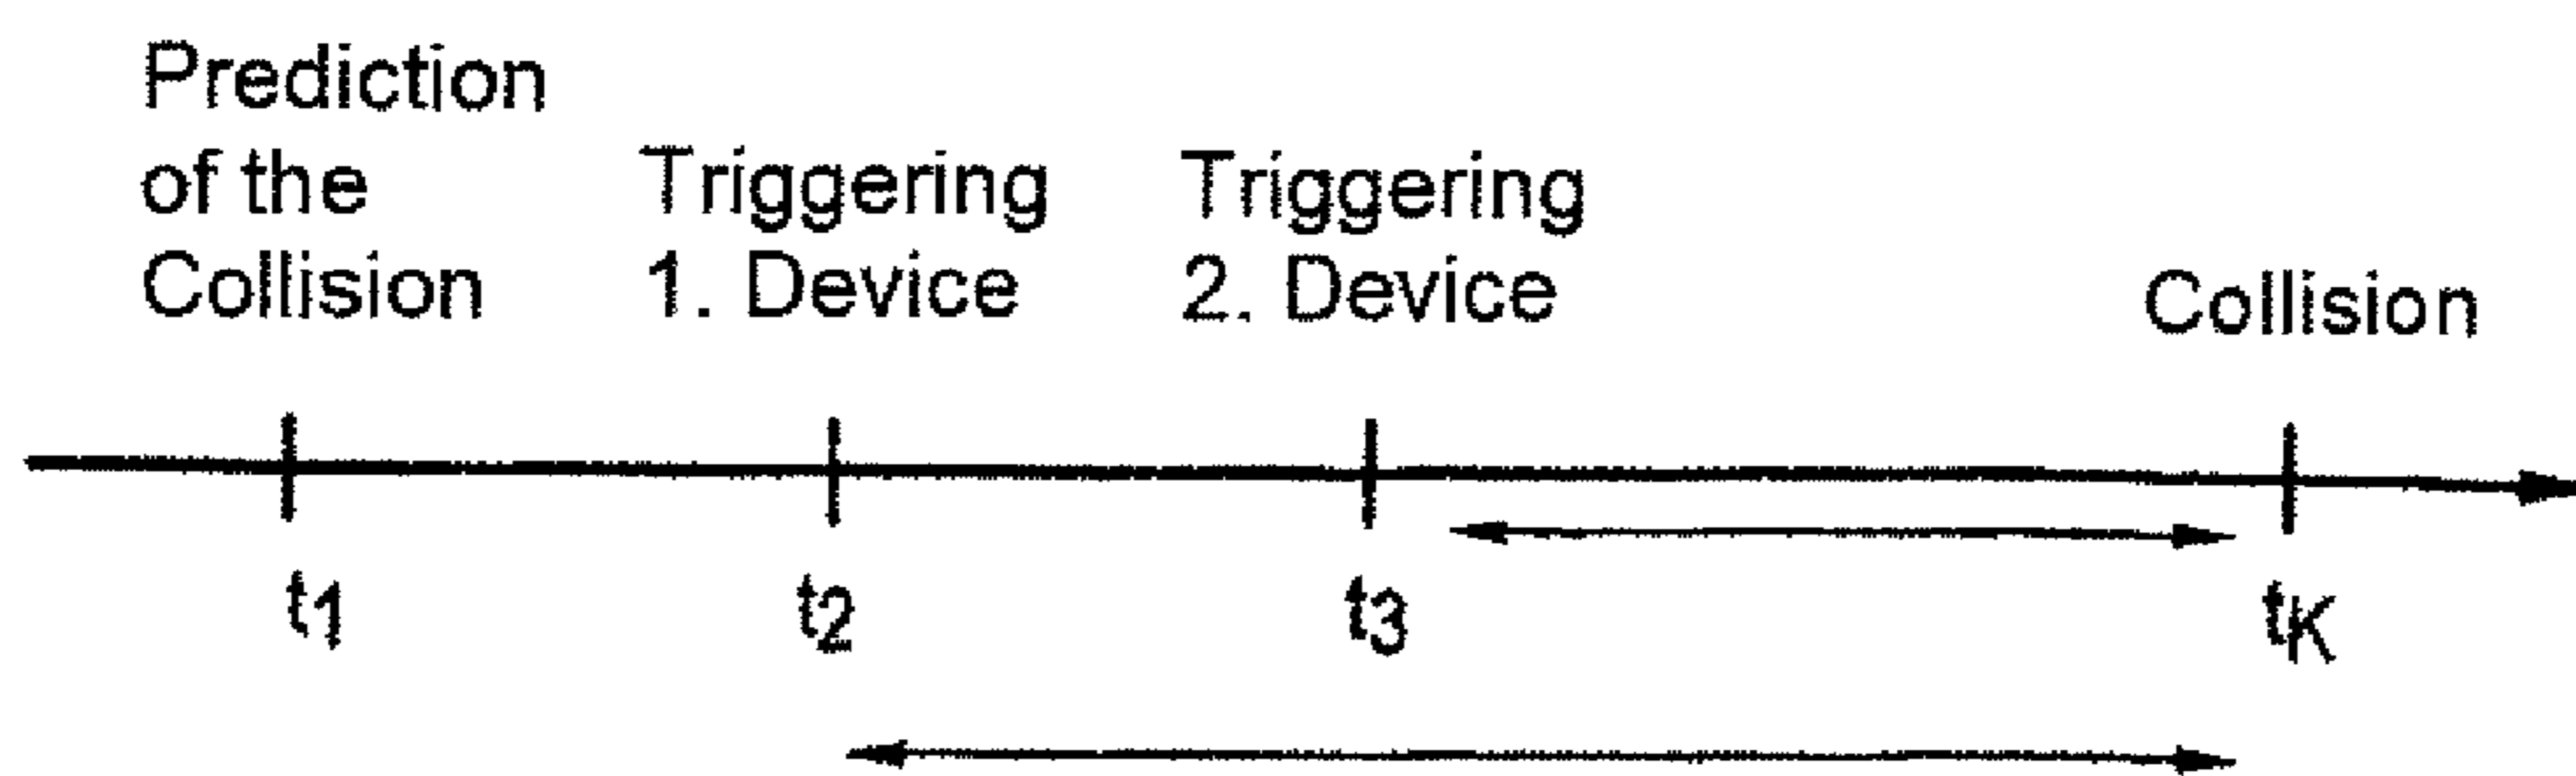 Prediction
of the
Collision
Triggering
1. Device
Triggering
2. Device
Collision
t1
t2
t3
tK